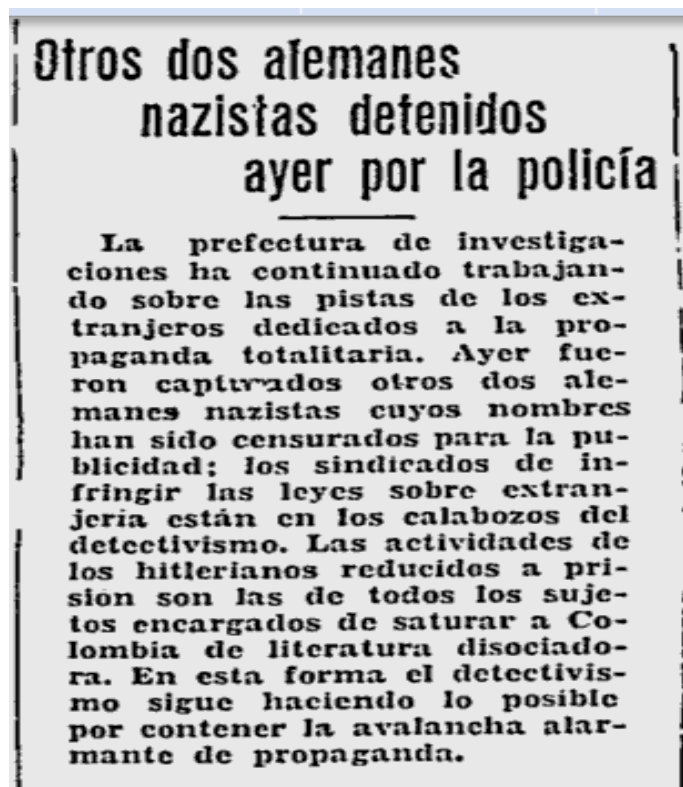 Otros dos alemanes
nazistas detenidos
ayer por la policía
La prefectura de investiga-
ciones ha continuado trabajan-
do sobre las pistas de los ex-
tranjeros dedicados a la pro-
paganda totalitaria. Ayer fue-
ron capturados otros dos ale-
manes nazistas cuyos nombres
han sido censurados para la pu-
blicidad; los sindicados de in-
fringir las leyes sobre extran-
jería están en los calabozos del
detectivismo. Las actividades de
los hitlerianos reducidos a pri-
sión son las de todos los suje-
tos encargados de saturar a Co-
lombia de literatura disociado-
ra. En esta forma el detectivis-
mo sigue haciendo lo posible
por contener la avalancha alar-
mante de propaganda.